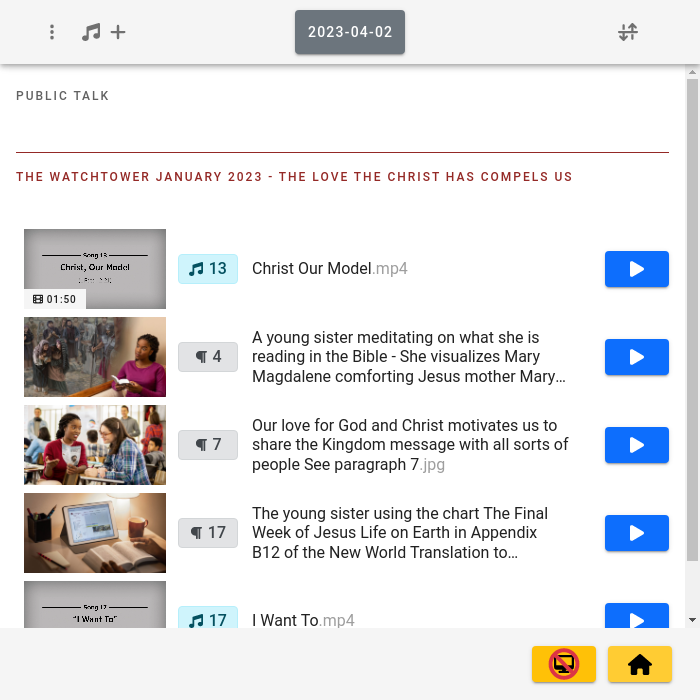 2023-04-02
PUBLIC TALK
THE WATCHTOWER JANUARY 2023 - THE LOVE THE CHRIST HAS COMPELS US
Song 13
Christ, Our Model
01:50
13
Christ Our Model.mp4
¶ 4
A young sister meditating on what she is
reading in the Bible - She visualizes Mary
Magdalene comforting Jesus mother Mary…
¶ 7
Our love for God and Christ motivates us to
share the Kingdom message with all sorts of
people See paragraph 7.jpg
¶ 17
The young sister using the chart The Final
Week of Jesus Life on Earth in Appendix
B12 of the New World Translation to…
Song 17
“I Want To”
17
I Want To.mp4